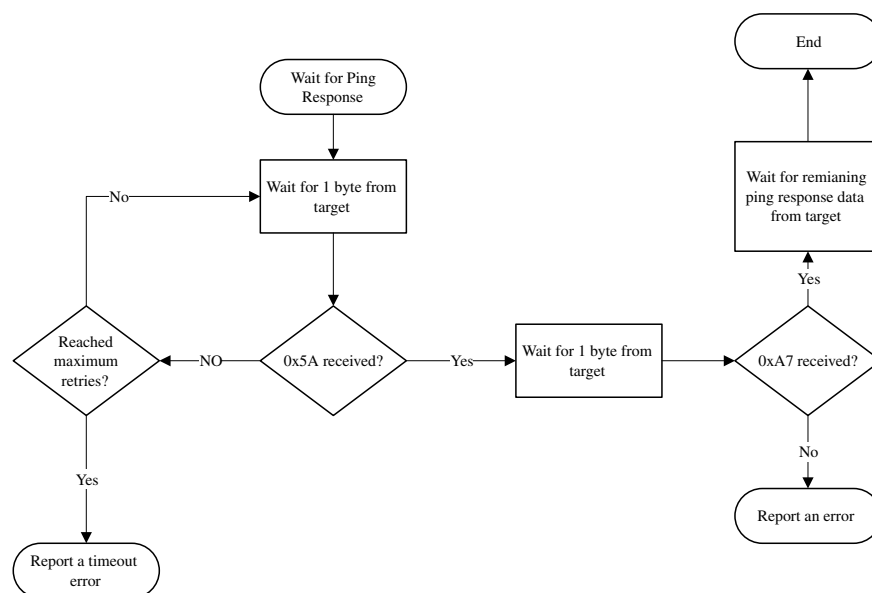 End
Wait for Ping
Response
Wait for 1 byte from
target
Wait for remianing
ping response data
from target
No
Yes
Reached
maximum
retries?
NO
0x5A received?
Yes
Wait for 1 byte from
target
0xA7 received?
No
Yes
Report an error
Report a timeout
error